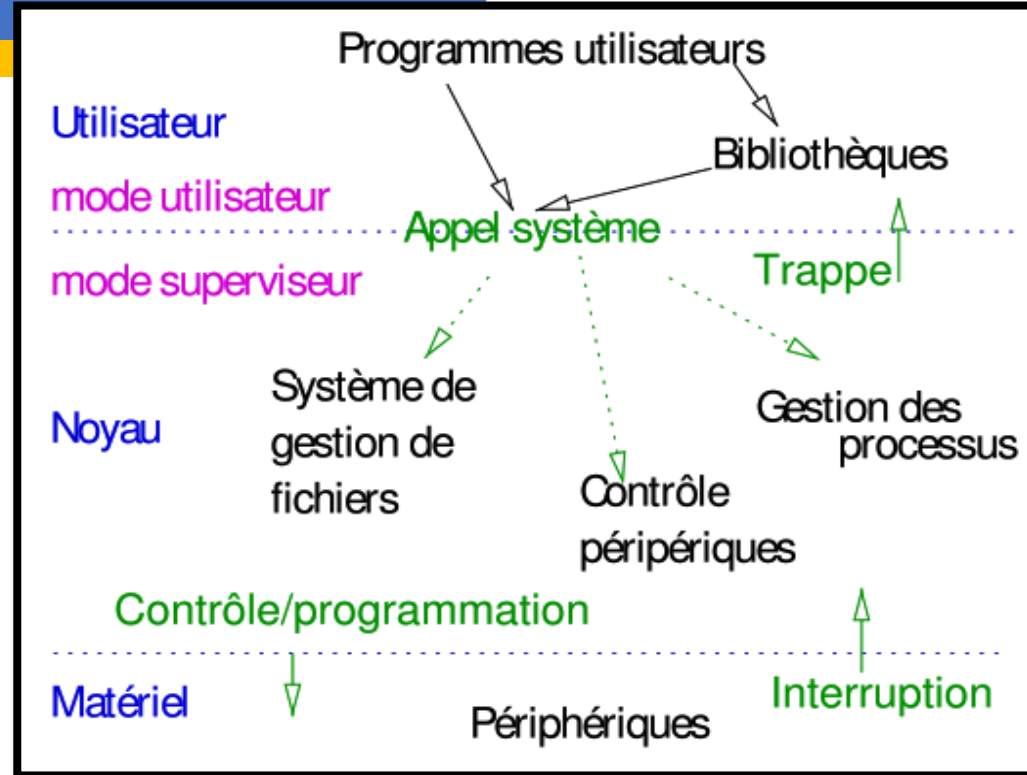 Programmes utilisateurs
Utilisateur
Bibliothèques
mode utilisateur
Appel système
mode superviseur
Trappe
Système de
gestion de
fichiers
Noyau
Gestion des
processus
Contrôle
péripériques
Contrôle/programmation
Matériel
Interruption
Périphériques